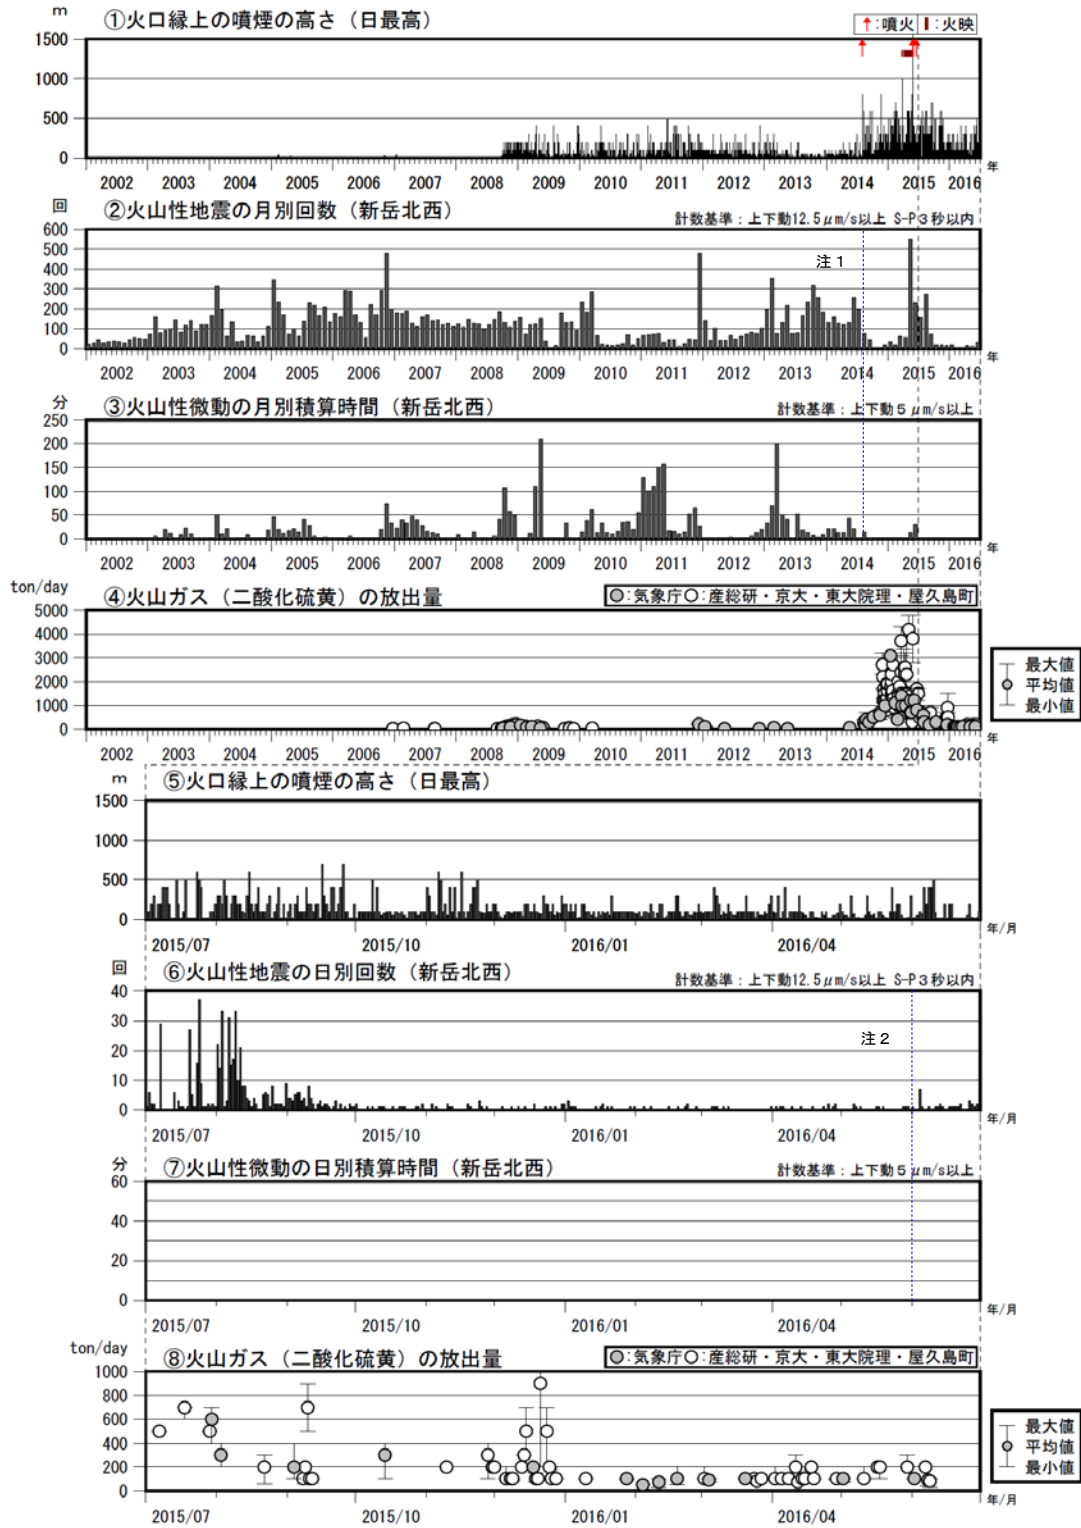 ①火口縁上の噴煙の高さ（日最高）
↑:噴火 ▮:火映
m
1500
1000
500
0
2002 2003 2004 2005 2006 2007 2008 2009 2010 2011 2012 2013 2014 2015 2016
年
回
②火山性地震の月別回数（新岳北西）
計数基準：上下動12.5μm/s以上 S-P3秒以内
注1
600
500
400
300
200
100
0
2002 2003 2004 2005 2006 2007 2008 2009 2010 2011 2012 2013 2014 2015 2016
年
分
③火山性微動の月別積算時間（新岳北西）
計数基準：上下動5μm/s以上
250
200
150
100
50
0
2002 2003 2004 2005 2006 2007 2008 2009 2010 2011 2012 2013 2014 2015 2016
年
ton/day
④火山ガス（二酸化硫黄）の放出量
:気象庁 :産総研・京大・東大院理・屋久島町
5000
4000
3000
2000
1000
0
最大値
平均値
最小値
2002 2003 2004 2005 2006 2007 2008 2009 2010 2011 2012 2013 2014 2015 2016
年
m
⑤火口縁上の噴煙の高さ（日最高）
1500
1000
500
0
2015/07 2015/10 2016/01 2016/04
年/月
回
⑥火山性地震の日別回数（新岳北西）
計数基準：上下動12.5μm/s以上 S-P3秒以内
注2
40
30
20
10
0
2015/07 2015/10 2016/01 2016/04
年/月
分
⑦火山性微動の日別積算時間（新岳北西）
計数基準：上下動5μm/s以上
60
40
20
0
2015/07 2015/10 2016/01 2016/04
年/月
ton/day
⑧火山ガス（二酸化硫黄）の放出量
:気象庁 :産総研・京大・東大院理・屋久島町
1000
800
600
400
200
0
最大値
平均値
最小値
2015/07 2015/10 2016/01 2016/04
年/月